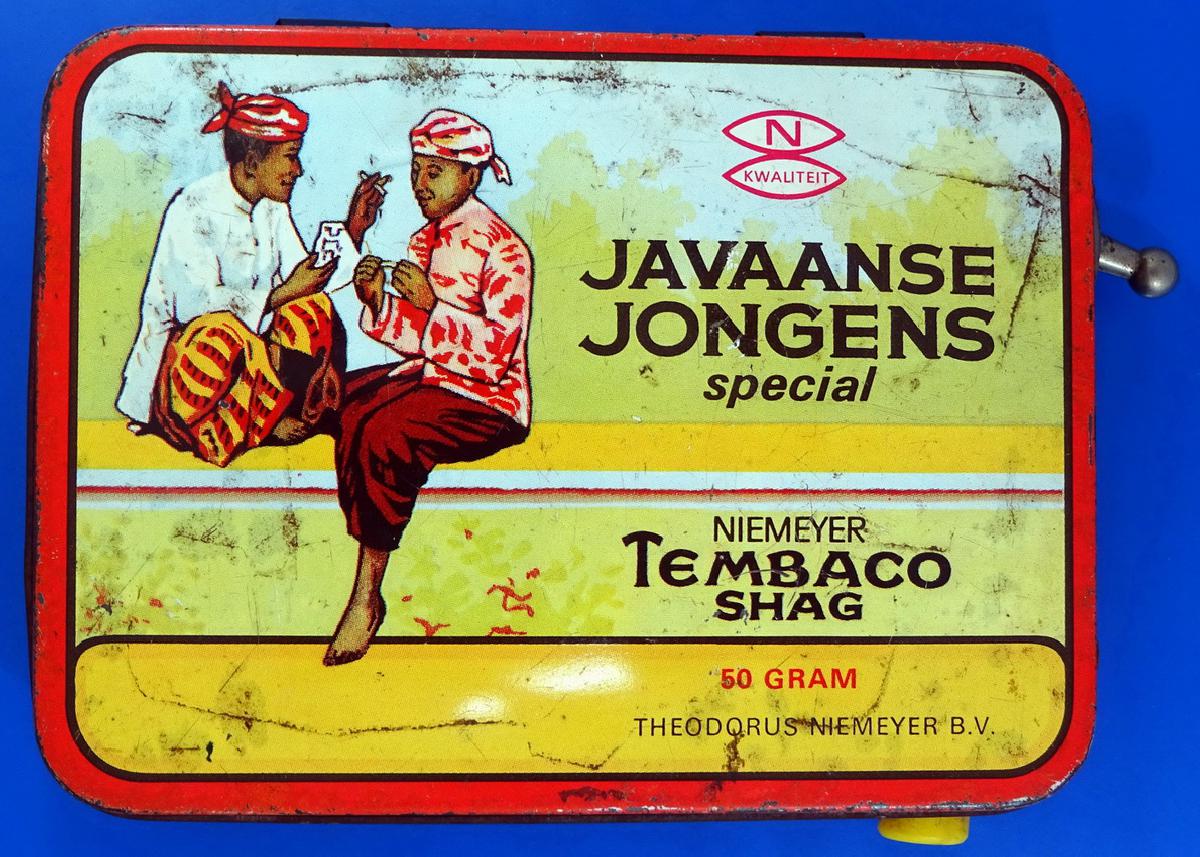 N
KWALITEIT
JAVAANSE
JONGENS
special
NIEMEYER
TEMBACO
SHAG
50 GRAM
THEODORUS NIEMEYER B.V.